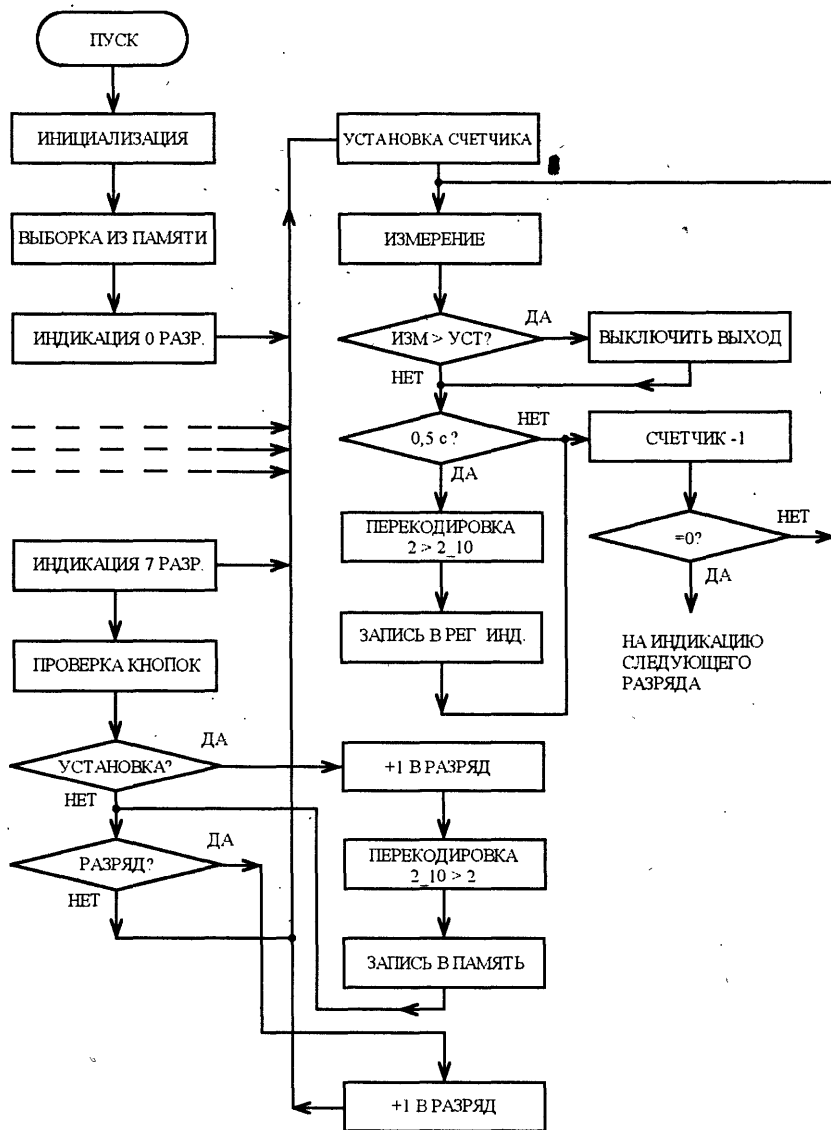 ПУСК
ИНИЦИАЛИЗАЦИЯ
ВЫБОРКА ИЗ ПАМЯТИ
ИНДИКАЦИЯ 0 РАЗР.
УСТАНОВКА СЧЕТЧИКА
ИЗМЕРЕНИЕ
ИЗМ > УСТ?
ДА
ВЫКЛЮЧИТЬ ВЫХОД
НЕТ
0,5 с ?
НЕТ
СЧЕТЧИК -1
ДА
ПЕРЕКОДИРОВКА
2 > 2_10
=0?
НЕТ
ДА
ЗАПИСЬ В РЕГ ИНД.
НА ИНДИКАЦИЮ
СЛЕДУЮЩЕГО
РАЗРЯДА
ИНДИКАЦИЯ 7 РАЗР.
ПРОВЕРКА КНОПОК
УСТАНОВКА?
ДА
+1 В РАЗРЯД
НЕТ
РАЗРЯД?
ДА
ПЕРЕКОДИРОВКА
2_10 > 2
НЕТ
ЗАПИСЬ В ПАМЯТЬ
+1 В РАЗРЯД